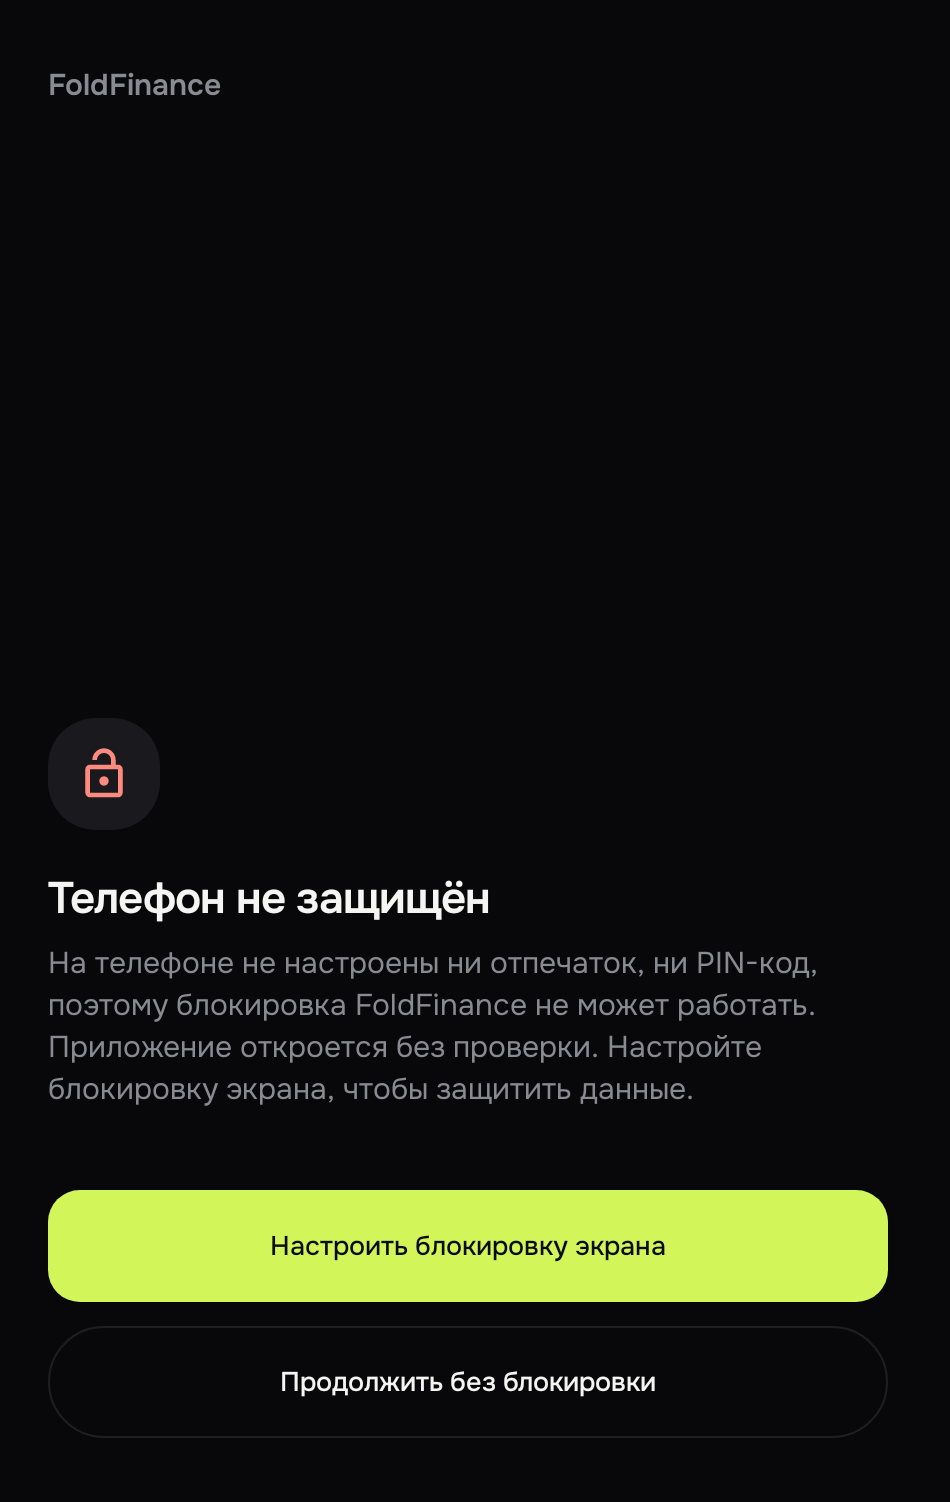 FoldFinance
Телефон не защищён
На телефоне не настроены ни отпечаток, ни PIN-код,
поэтому блокировка FoldFinance не может работать.
Приложение откроется без проверки. Настройте
блокировку экрана, чтобы защитить данные.
Настроить блокировку экрана
Продолжить без блокировки